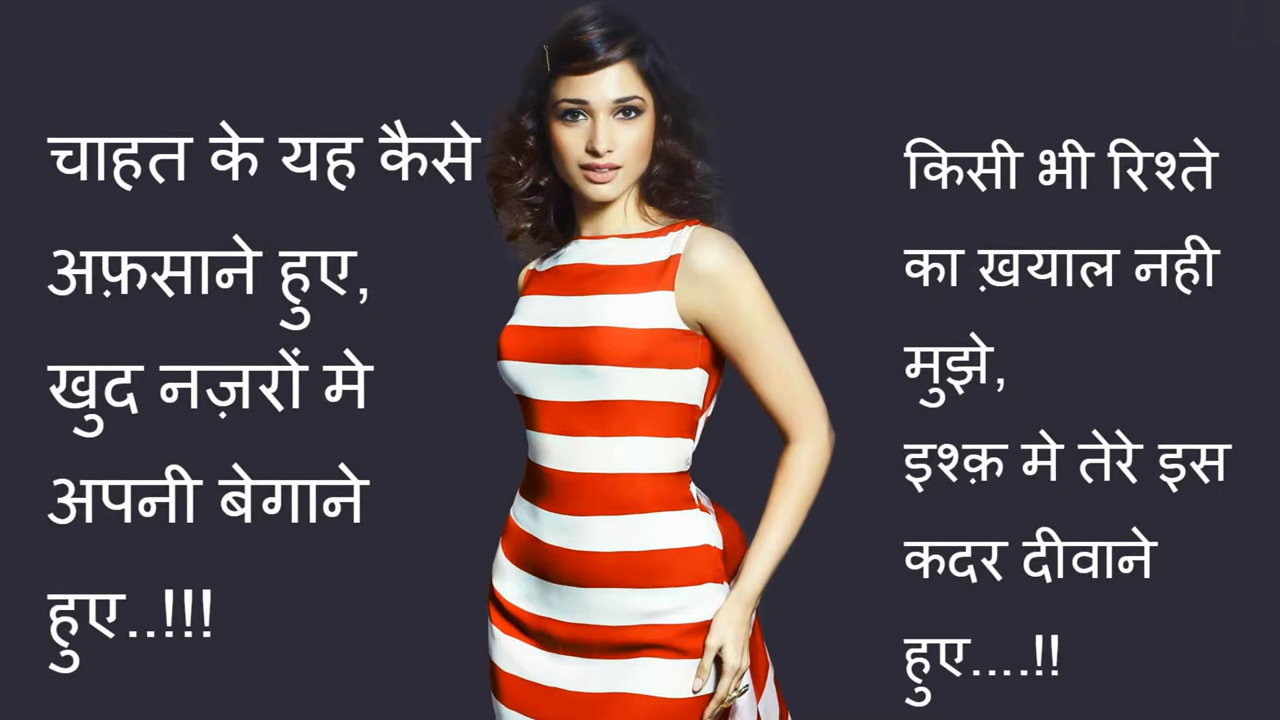 चाहत के यह कैसे
अफ़साने हुए,
खुद नज़रों मे
अपनी बेगाने
हुए..!!!
किसी भी रिश्ते
का ख़याल नही
मुझे,
इश्क़ मे तेरे इस
कदर दीवाने
हुए....!!